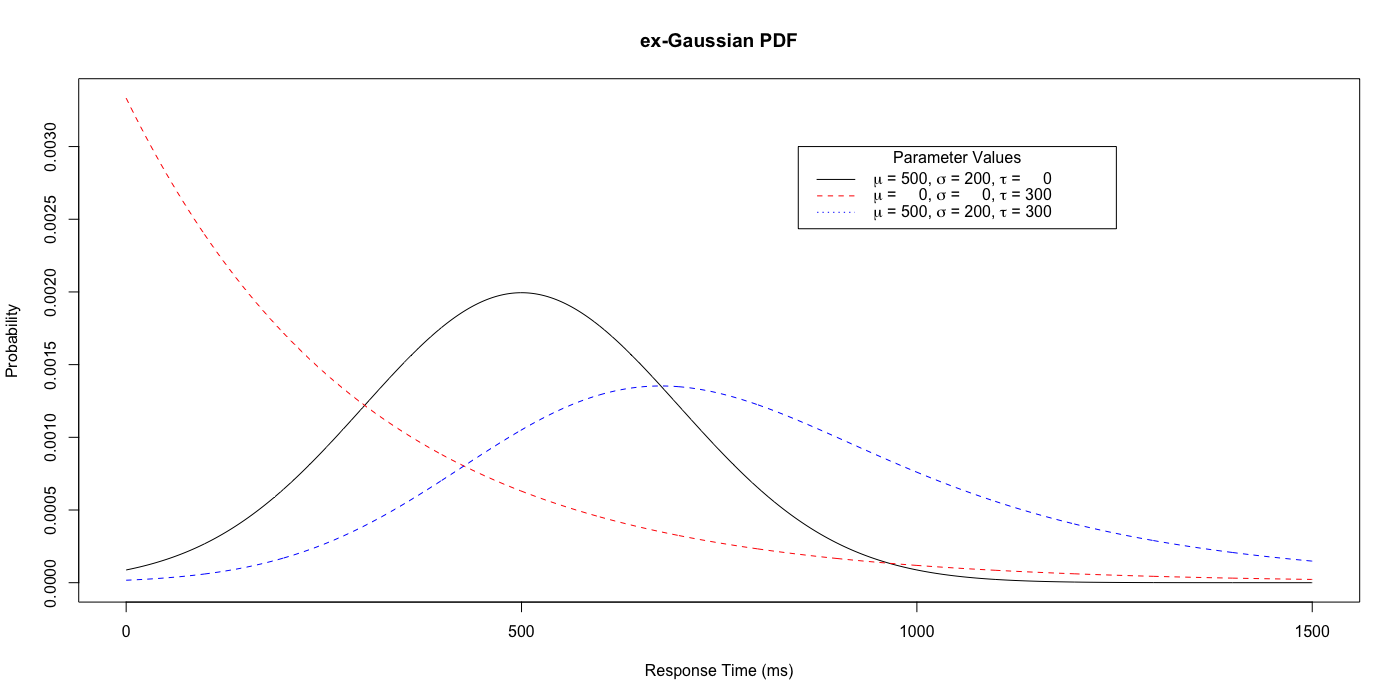 ex-Gaussian PDF
Probability
0.0030
0.0025
0.0020
0.0015
0.0010
0.0005
0.0000
Parameter Values
μ = 500, σ = 200, τ = 0
μ = 0, σ = 0, τ = 300
μ = 500, σ = 200, τ = 300
0 500 1000 1500
Response Time (ms)